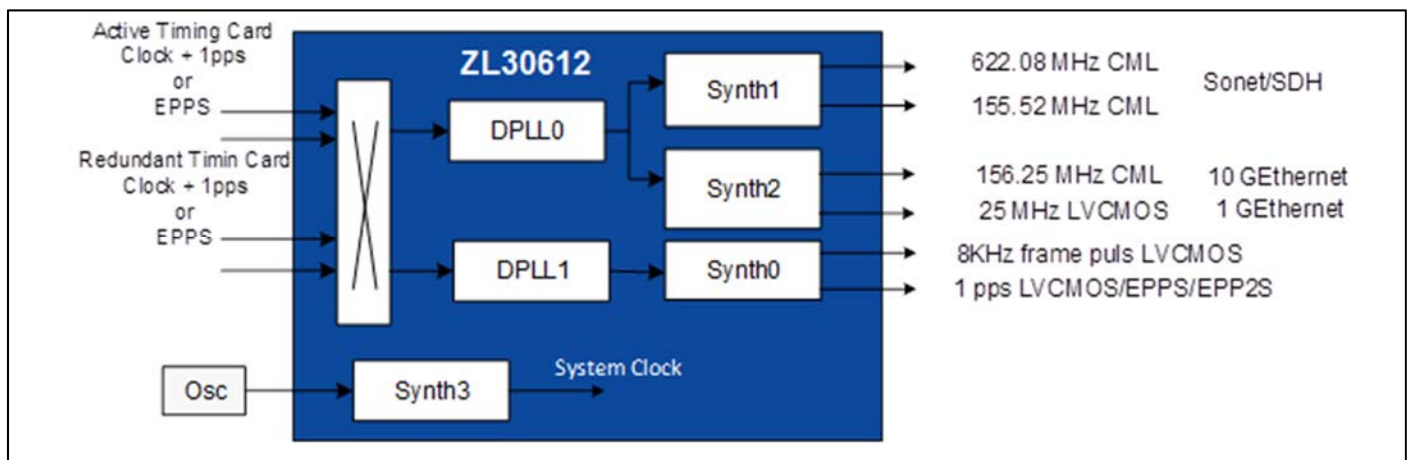 Active Timing Card
Clock + 1pps
or
EPPS
Redundant Timin Card
Clock + 1pps
or
EPPS
ZL30612
DPLL0
DPLL1
Synth1
Synth2
Synth0
622.08 MHz CML
Sonet/SDH
155.52 MHz CML
156.25 MHz CML 10 GEthernet
25 MHz LVCMOS 1 GEthernet
8KHz frame puls LVCMOS
1 pps LVCMOS/EPPS/EPP2S
Osc
Synth3
System Clock